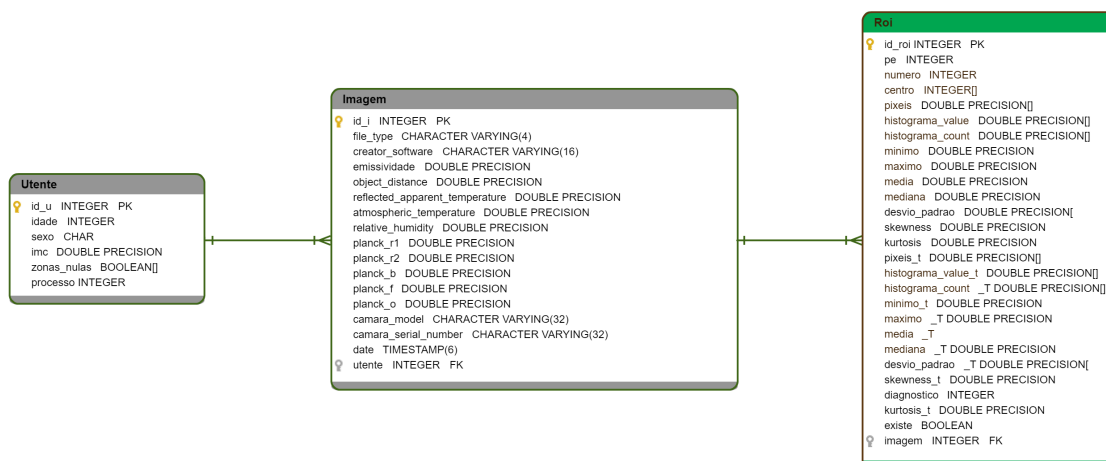 Utente
id_u INTEGER PK
idade INTEGER
sexo CHAR
imc DOUBLE PRECISION
zonas_nulas BOOLEAN[]
processo INTEGER
Imagem
id_i INTEGER PK
file_type CHARACTER VARYING(4)
creator_software CHARACTER VARYING(16)
emissividade DOUBLE PRECISION
object_distance DOUBLE PRECISION
reflected_apparent_temperature DOUBLE PRECISION
atmospheric_temperature DOUBLE PRECISION
relative_humidity DOUBLE PRECISION
planck_r1 DOUBLE PRECISION
planck_r2 DOUBLE PRECISION
planck_b DOUBLE PRECISION
planck_f DOUBLE PRECISION
planck_o DOUBLE PRECISION
camara_model CHARACTER VARYING(32)
camara_serial_number CHARACTER VARYING(32)
date TIMESTAMP(6)
utente INTEGER FK
Roi
id_roi INTEGER PK
pe INTEGER
numero INTEGER
centro INTEGER[]
pixeis DOUBLE PRECISION[]
histograma_value DOUBLE PRECISION[]
histograma_count DOUBLE PRECISION[]
minimo DOUBLE PRECISION
maximo DOUBLE PRECISION
media DOUBLE PRECISION
mediana DOUBLE PRECISION
desvio_padrao DOUBLE PRECISION[
skewness DOUBLE PRECISION
kurtosis DOUBLE PRECISION
pixeis_t DOUBLE PRECISION[]
histograma_value_t DOUBLE PRECISION[]
histograma_count _T DOUBLE PRECISION[]
minimo_t DOUBLE PRECISION
maximo _T DOUBLE PRECISION
media _T
mediana _T DOUBLE PRECISION
desvio_padrao _T DOUBLE PRECISION[
skewness_t DOUBLE PRECISION
diagnostico INTEGER
kurtosis_t DOUBLE PRECISION
existe BOOLEAN
imagem INTEGER FK